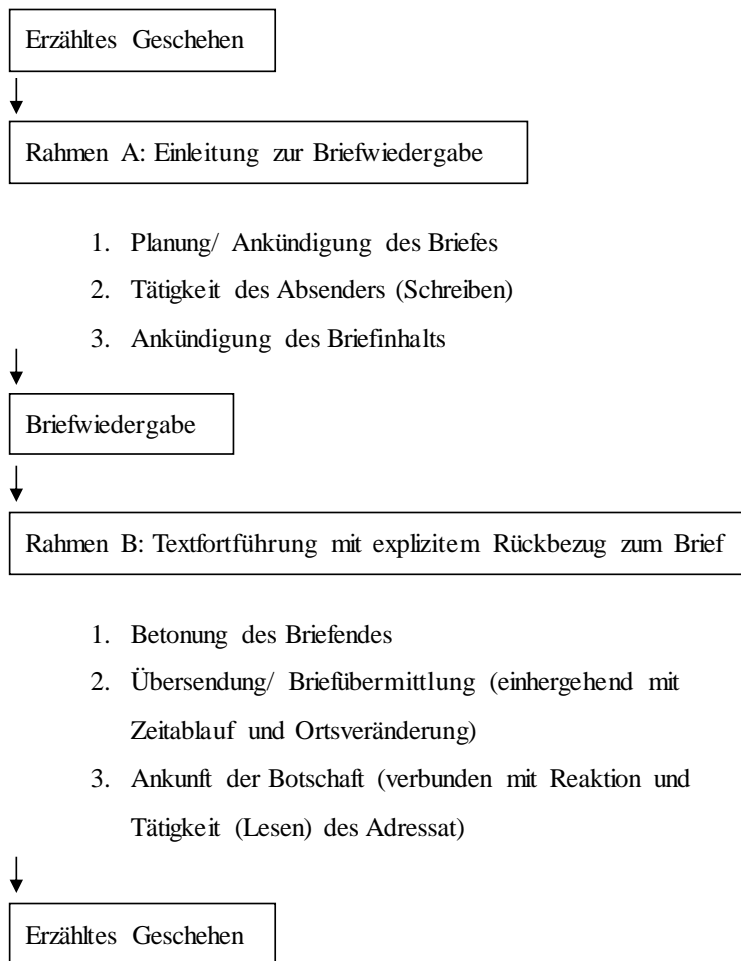 Erzähltes Geschehen
Rahmen A: Einleitung zur Briefwiedergabe
1. Planung/ Ankündigung des Briefes
2. Tätigkeit des Absenders (Schreiben)
3. Ankündigung des Briefinhalts
Briefwiedergabe
Rahmen B: Textfortführung mit explizitem Rückbezug zum Brief
1. Betonung des Briefendes
2. Übersendung/ Briefübermittlung (einhergehend mit
Zeitablauf und Ortsveränderung)
3. Ankunft der Botschaft (verbunden mit Reaktion und
Tätigkeit (Lesen) des Adressat)
Erzähltes Geschehen